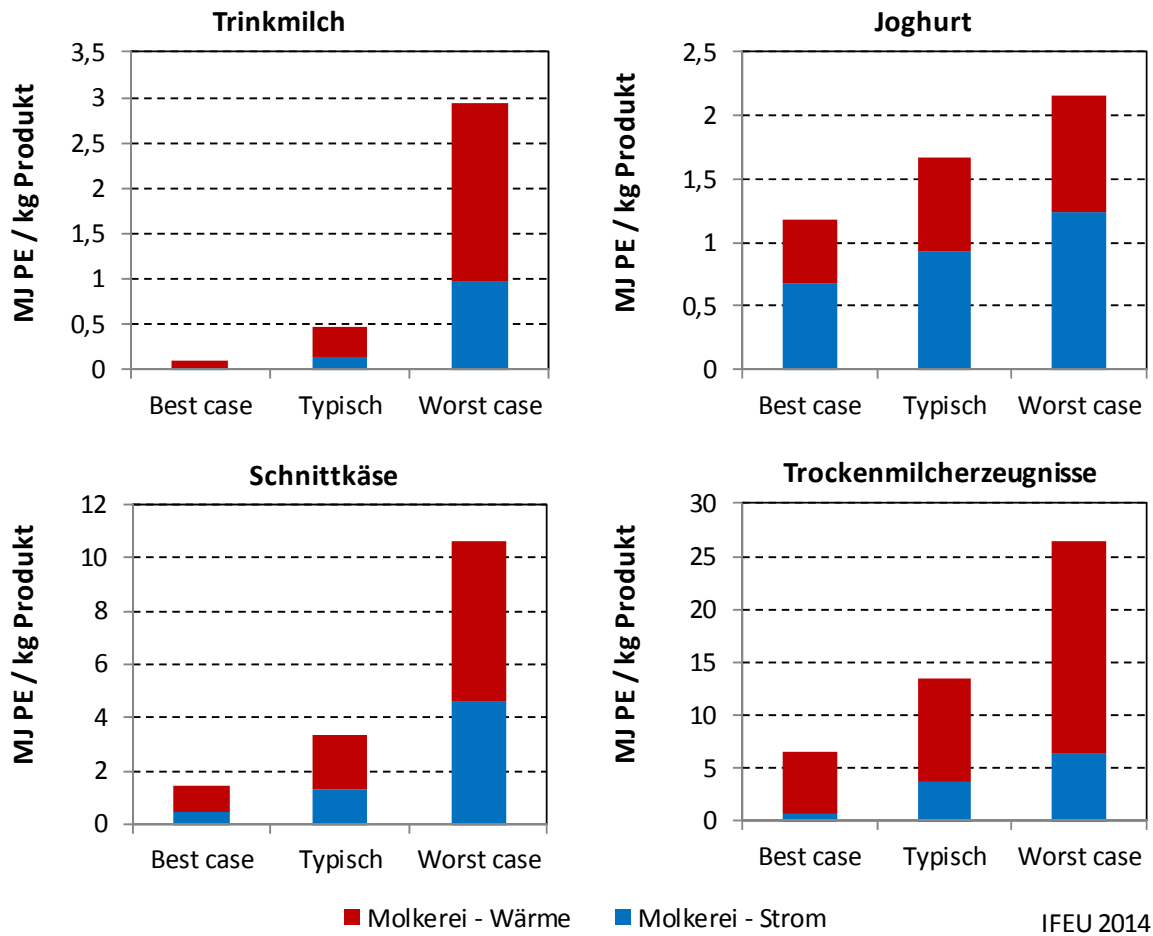 Trinkmilch
MJ PE / kg Produkt
3,5
3
2,5
2
1,5
1
0,5
0
Best case Typisch Worst case
Joghurt
MJ PE / kg Produkt
2,5
2
1,5
1
0,5
0
Best case Typisch Worst case
Schnittkäse
MJ PE / kg Produkt
12
10
8
6
4
2
0
Best case Typisch Worst case
Trockenmilcherzeugnisse
MJ PE / kg Produkt
30
25
20
15
10
5
0
Best case Typisch Worst case
Molkerei - Wärme Molkerei - Strom
IFEU 2014